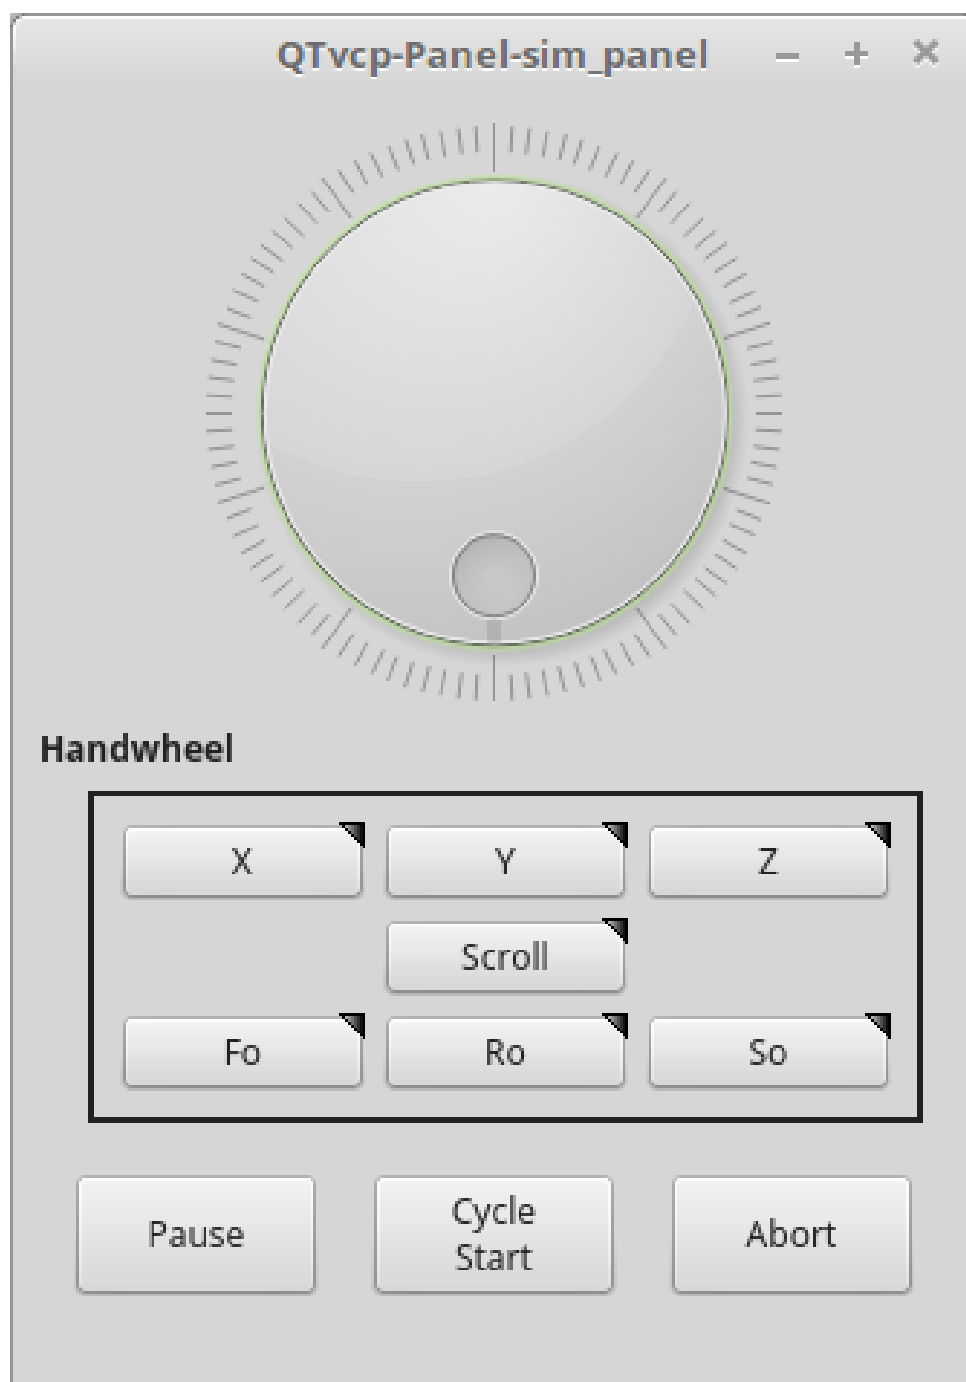 QTvcp-Panel-sim_panel
Handwheel
X Y Z
Scroll
Fo Ro So
Pause Cycle Start Abort